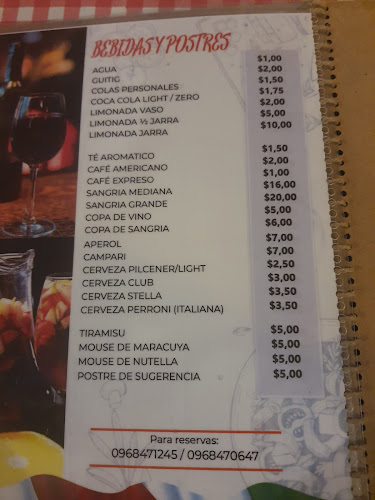 BEBIDAS Y POSTRES
AGUA $1,00
GUITIG $2,00
COLAS PERSONALES $1,50
COCA COLA LIGHT / ZERO $1,75
LIMONADA VASO $2,00
LIMONADA ½ JARRA $5,00
LIMONADA JARRA $10,00
TÉ AROMATICO $1,50
CAFÉ AMERICANO $2,00
CAFÉ EXPRESO $1,00
SANGRIA MEDIANA $16,00
SANGRIA GRANDE $20,00
COPA DE VINO $5,00
COPA DE SANGRIA $6,00
APEROL $7,00
CAMPARI $7,00
CERVEZA PILCENER/LIGHT $2,50
CERVEZA CLUB $3,00
CERVEZA STELLA $3,50
CERVEZA PERRONI (ITALIANA) $3,50
TIRAMISU $5,00
MOUSE DE MARACUYA $5,00
MOUSE DE NUTELLA $5,00
POSTRE DE SUGERENCIA $5,00
Para reservas:
0968471245 / 0968470647